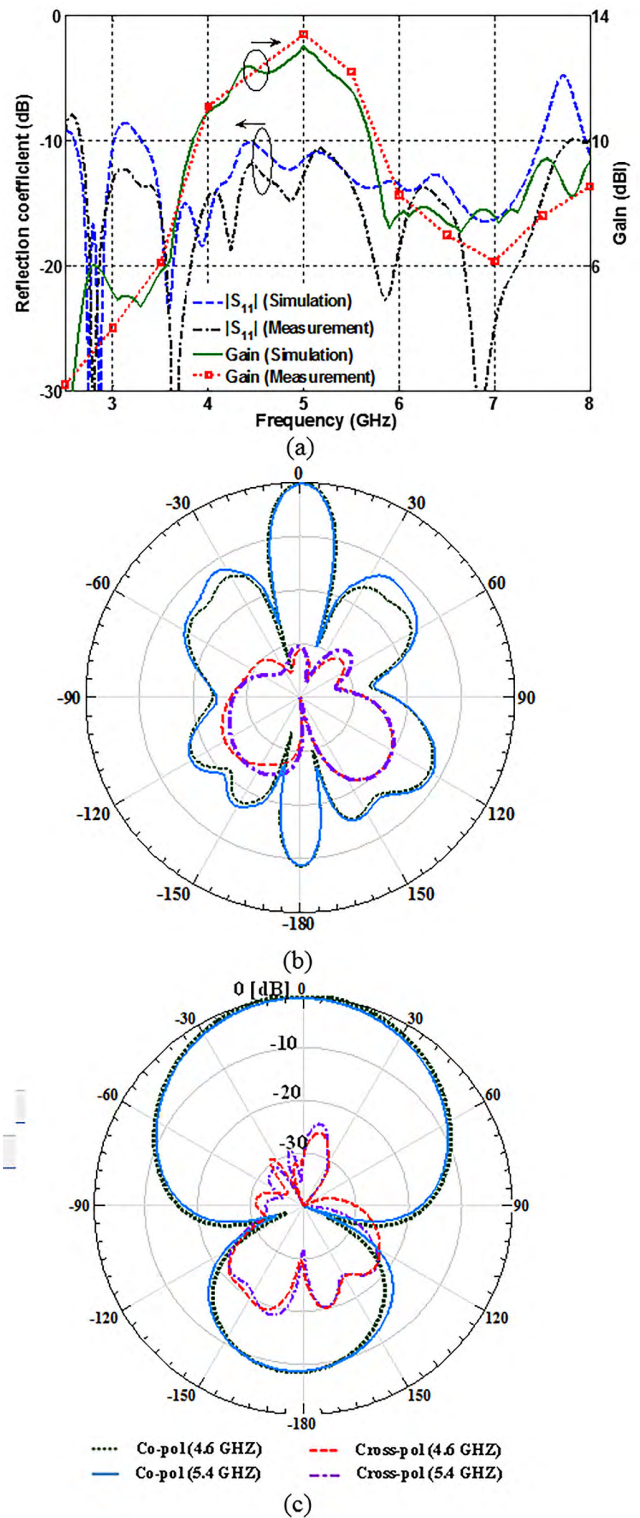 0
14
-10
10
-20
6
-30
Reflection coefficient (dB)
Gain (dBi)
|S11| (Simulation)
|S11| (Measurement)
Gain (Simulation)
Gain (Measurement)
3 4 5 6 7 8
Frequency (GHz)
(a)
0
-30 30
-60 60
-90 90
-120 120
-150 150
-180
(b)
0 [dB] 0
-30 30
-10
-60 60
-20
-30
-90 90
-120 120
-150 150
-180
Co-pol (4.6 GHZ) Cross-pol (4.6 GHZ)
Co-pol (5.4 GHZ) Cross-pol (5.4 GHZ)
(c)